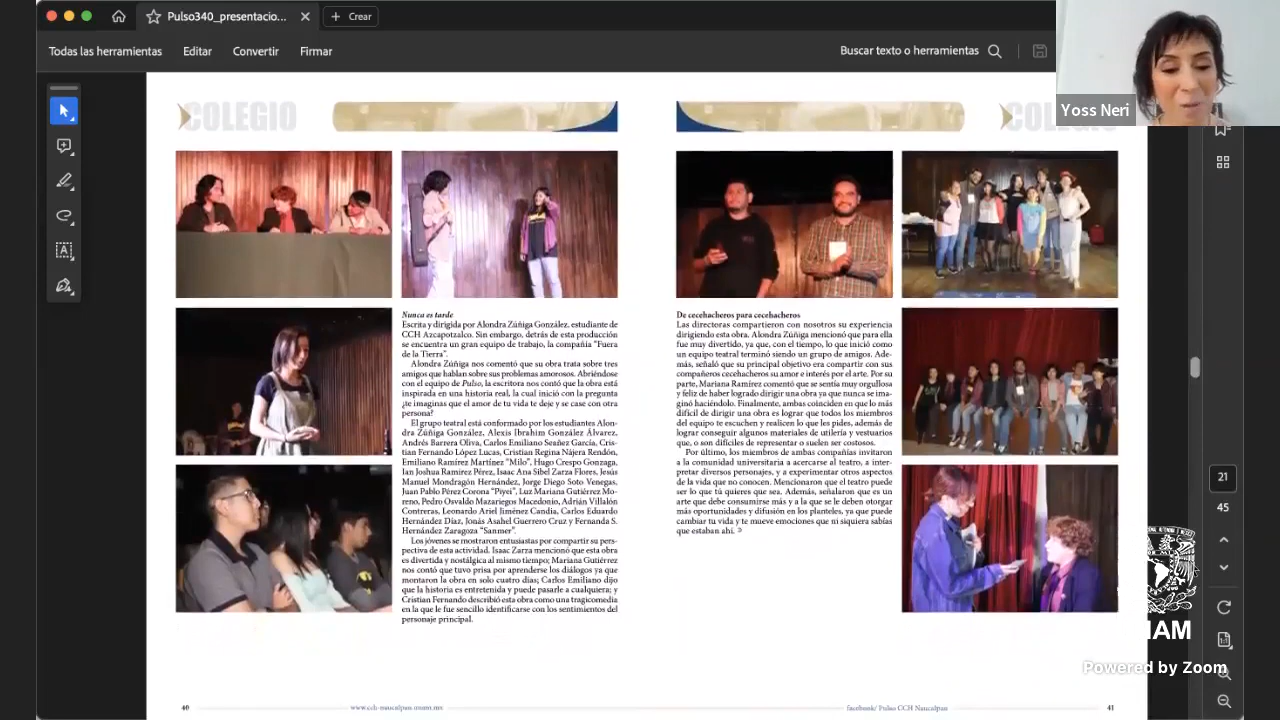 Pulso340_presentacio...
Crear
Todas las herramientas
Editar
Convertir
Firmar
Buscar texto o herramientas
Yoss Neri
COLEGIO
COLEGIO
Nunca es tarde
Escrita y dirigida por Alondra Zúñiga González, estudiante de
CCH Azcapotzalco. Sin embargo, detrás de esta producción
se encuentra un gran equipo de trabajo, la compañía “Fuera
de la Tierra”.
Alondra Zúñiga nos comentó que su obra trata sobre tres
amigos que hablan sobre sus problemas amorosos. Abriéndose
con el equipo de Pulso, la escritora nos contó que la obra está
inspirada en una historia real, la cual inició con la pregunta
¿te imaginas que el amor de tu vida te deje y se case con otra
persona?
El grupo teatral está conformado por los estudiantes Alon-
dra Zúñiga González, Alexis Ibrahim González Álvarez,
Andrés Barrera Oliva, Carlos Emiliano Seañez García, Cris-
tian Fernando López Lucas, Cristian Regina Nájera Rendón,
Emiliano Ramírez Martínez “Milo”, Hugo Crespo Gonzaga,
Ian Joshua Ramírez Pérez, Isaac Ana Sibel Zarza Flores, Jesús
Manuel Mondragón Hernández, Jorge Diego Soto Venegas,
Juan Pablo Pérez Corona “Piyei”, Luz Mariana Gutiérrez Mo-
reno, Pedro Osvaldo Mazariegos Macedonio, Adrián Villalón
Contreras, Leonardo Ariel Jiménez Candia, Carlos Eduardo
Hernández Díaz, Jonás Asahel Guerrero Cruz y Fernanda S.
Hernández Zaragoza “Sanmer”.
Los jóvenes se mostraron entusiastas por compartir su pers-
pectiva de esta actividad. Isaac Zarza mencionó que esta obra
es divertida y nostálgica al mismo tiempo; Mariana Gutiérrez
nos contó que tuvo prisa por aprenderse los diálogos ya que
montaron la obra en solo cuatro días; Carlos Emiliano dijo
que la historia es entretenida y puede pasarle a cualquiera; y
Cristian Fernando describió esta obra como una tragicomedia
en la que le fue sencillo identificarse con los sentimientos del
personaje principal.
De cecehacheros para cecehacheros
Las directoras compartieron con nosotros su experiencia
dirigiendo esta obra. Alondra Zúñiga mencionó que para ella
fue muy divertido, ya que, con el tiempo, lo que inició como
un equipo teatral terminó siendo un grupo de amigos. Ade-
más, señaló que su principal objetivo era compartir con sus
compañeros cecehacheros su amor e interés por el arte. Por su
parte, Mariana Ramírez comentó que se sentía muy orgullosa
y feliz de haber logrado dirigir una obra ya que nunca se ima-
ginó haciéndolo. Finalmente, ambas coinciden en que lo más
difícil de dirigir una obra es lograr que todos los miembros
del equipo te escuchen y realicen lo que les pides, además de
lograr conseguir algunos materiales de utilería y vestuarios
que, o son difíciles de representar o suelen ser costosos.
Por último, los miembros de ambas compañías invitaron
a la comunidad universitaria a acercarse al teatro, a inter-
pretar diversos personajes, y a experimentar otros aspectos
de la vida que no conocen. Mencionaron que el teatro puede
ser lo que tú quieres que sea. Además, señalaron que es un
arte que debe consumirse más y a la que se le deben otorgar
más oportunidades y difusión en los planteles, ya que puede
cambiar tu vida y te mueve emociones que ni siquiera sabías
que estaban ahí.
21
45
40
www.cch-naucalpan.unam.mx
facebook/ Pulso CCH Naucalpan
41
Powered by Zoom